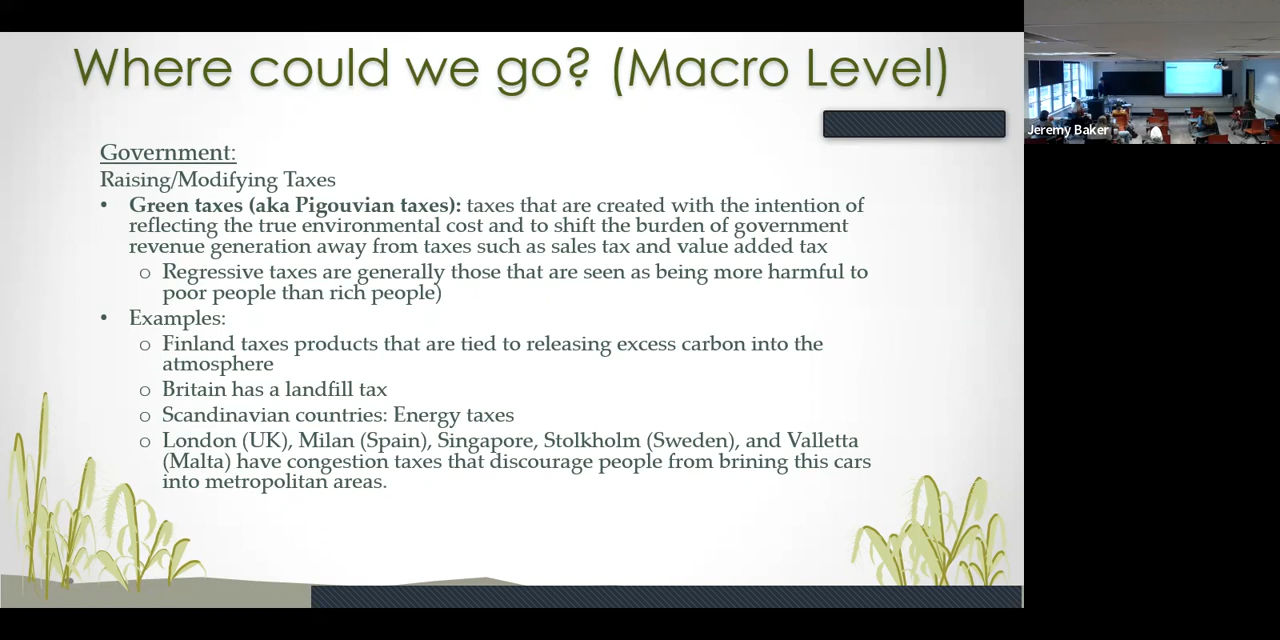 Where could we go? (Macro Level)
Jeremy Baker
Government:
Raising/Modifying Taxes
• Green taxes (aka Pigouvian taxes): taxes that are created with the intention of
reflecting the true environmental cost and to shift the burden of government
revenue generation away from taxes such as sales tax and value added tax
o Regressive taxes are generally those that are seen as being more harmful to
poor people than rich people)
• Examples:
o Finland taxes products that are tied to releasing excess carbon into the
atmosphere
o Britain has a landfill tax
o Scandinavian countries: Energy taxes
o London (UK), Milan (Spain), Singapore, Stolkholm (Sweden), and Valletta
(Malta) have congestion taxes that discourage people from brining this cars
into metropolitan areas.